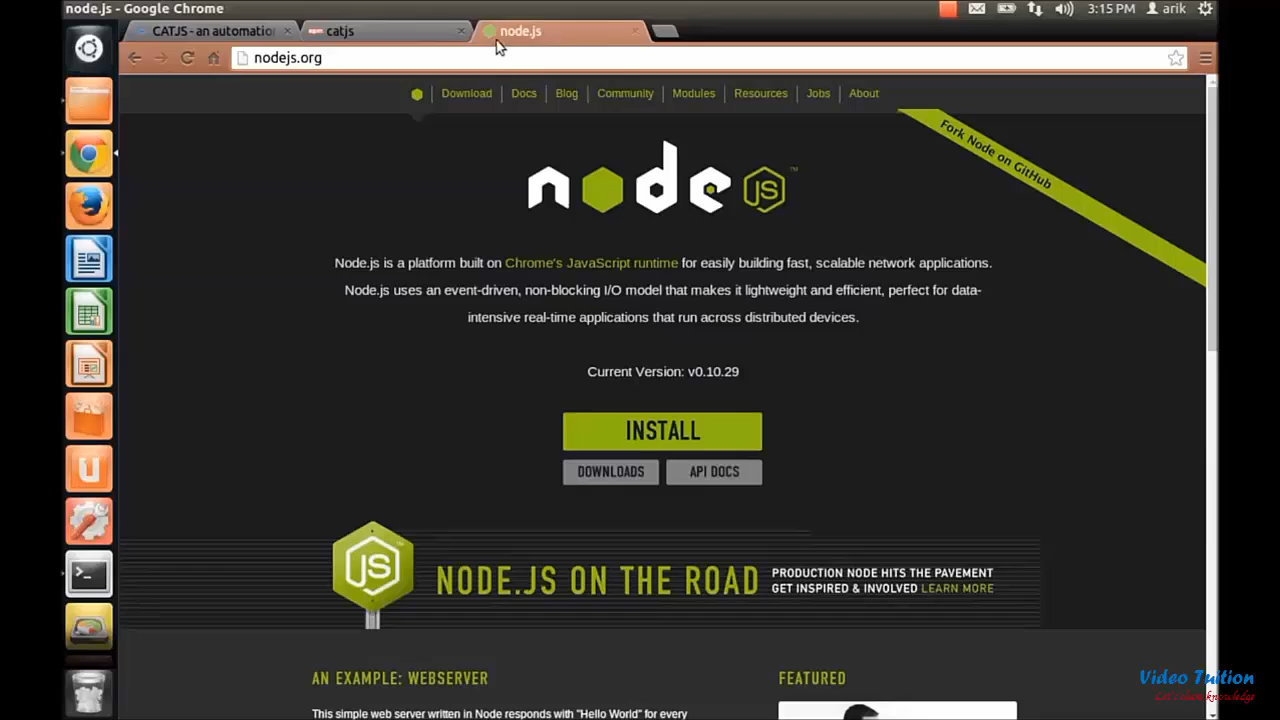 node.js - Google Chrome
3:15 PM
arik
CATJS - an automatio
catjs
node.js
nodejs.org
Download
Docs
Blog
Community
Modules
Resources
Jobs
About
Fork Node on GitHub
node JS ™
Node.js is a platform built on Chrome's JavaScript runtime for easily building fast, scalable network applications.
Node.js uses an event-driven, non-blocking I/O model that makes it lightweight and efficient, perfect for data-
intensive real-time applications that run across distributed devices.
Current Version: v0.10.29
INSTALL
DOWNLOADS
API DOCS
JS
NODE.JS ON THE ROAD
PRODUCTION NODE HITS THE PAVEMENT
GET INSPIRED & INVOLVED LEARN MORE
AN EXAMPLE: WEBSERVER
FEATURED
This simple web server written in Node responds with "Hello World" for every
Video Tuition
Let's share knowledge